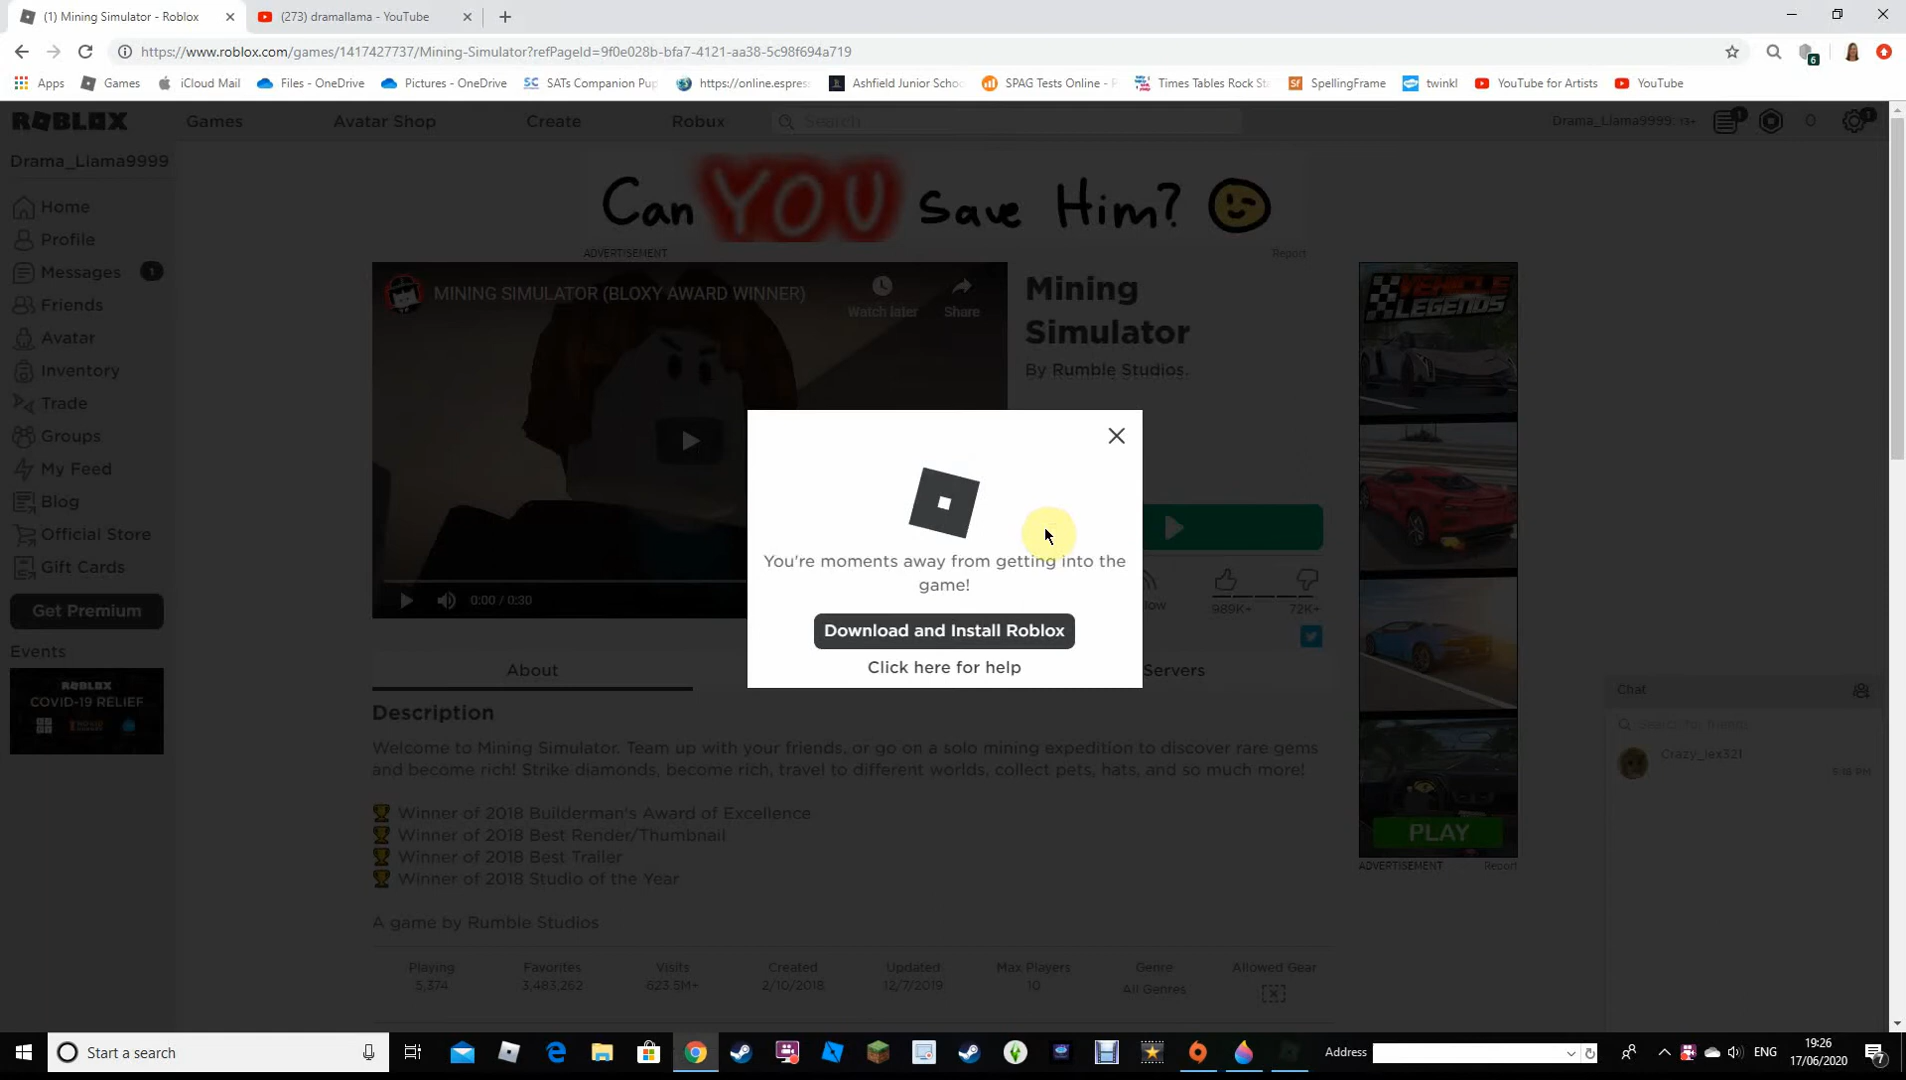 (1) Mining Simulator - Roblox
(273) dramallama - YouTube
https://www.roblox.com/games/1417427737/Mining-Simulator?refPageId=9f0e028b-bfa7-4121-aa38-5c98f694a719
Apps
Games
iCloud Mail
Files - OneDrive
Pictures - OneDrive
SATs Companion Pup
https://online.espres
Ashfield Junior Schoo
SPAG Tests Online - P
Times Tables Rock St
SpellingFrame
twinkl
YouTube for Artists
YouTube
ROBLOX
Games
Avatar Shop
Create
Robux
Search
Drama_Llama9999: 13+
1
0
1
Drama_Llama9999
Home
Profile
Messages
1
Friends
Avatar
Inventory
Trade
Groups
My Feed
Blog
Official Store
Gift Cards
Get Premium
Events
ROBLOX
COVID-19 RELIEF
Can YOU Save Him?
ADVERTISEMENT
Report
MINING SIMULATOR (BLOXY AWARD WINNER)
Watch later
Share
0:00 / 0:30
Mining
Simulator
By Rumble Studios.
You're moments away from getting into the
game!
Download and Install Roblox
Click here for help
989K+
72K+
VEHICLE
LEGENDS
PLAY
ADVERTISEMENT
Report
About
Servers
Description
Welcome to Mining Simulator. Team up with your friends, or go on a solo mining expedition to discover rare gems
and become rich! Strike diamonds, become rich, travel to different worlds, collect pets, hats, and so much more!
Winner of 2018 Builderman's Award of Excellence
Winner of 2018 Best Render/Thumbnail
Winner of 2018 Best Trailer
Winner of 2018 Studio of the Year
A game by Rumble Studios
Playing
5,374
Favorites
3,483,262
Visits
623.5M+
Created
2/10/2018
Updated
12/7/2019
Max Players
10
Genre
All Genres
Allowed Gear
Chat
Search for friends
Crazy_lex321
Start a search
Address
ENG
19:26
17/06/2020
7
6